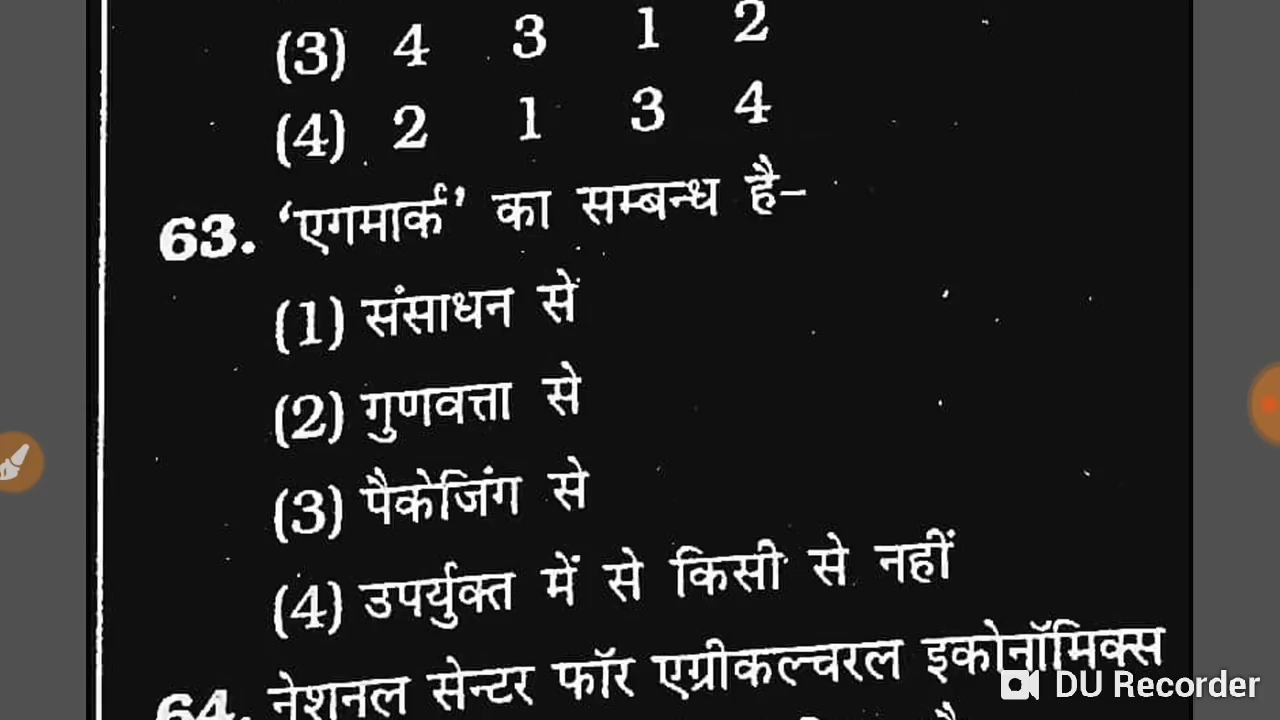 (3) 4 3 1 2
(4) 2 1 3 4
63. ‘एगमार्क’ का सम्बन्ध है–
(1) संसाधन सें
(2) गुणवत्ता से
(3) पैकेजिंग से
(4) उपर्युक्त में से किसी से नहीं
64. नेशनल सेन्टर फॉर एग्रीकल्चरल इकोनॉमिक्स
DU Recorder